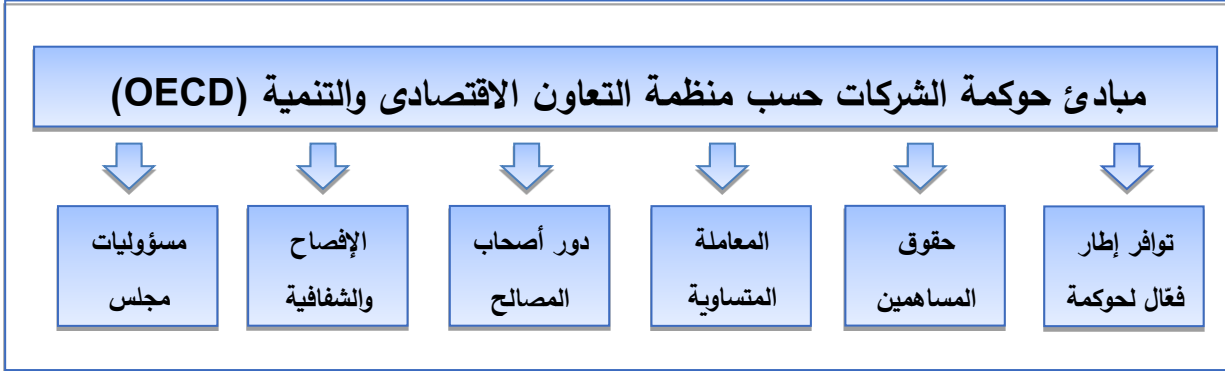 مبادئ حوكمة الشركات حسب منظمة التعاون الاقتصادى والتنمية (OECD)
توافر إطار
فعّال لحوكمة
حقوق
المساهمين
المعاملة
المتساوية
دور أصحاب
المصالح
الإفصاح
والشفافية
مسؤوليات
مجلس